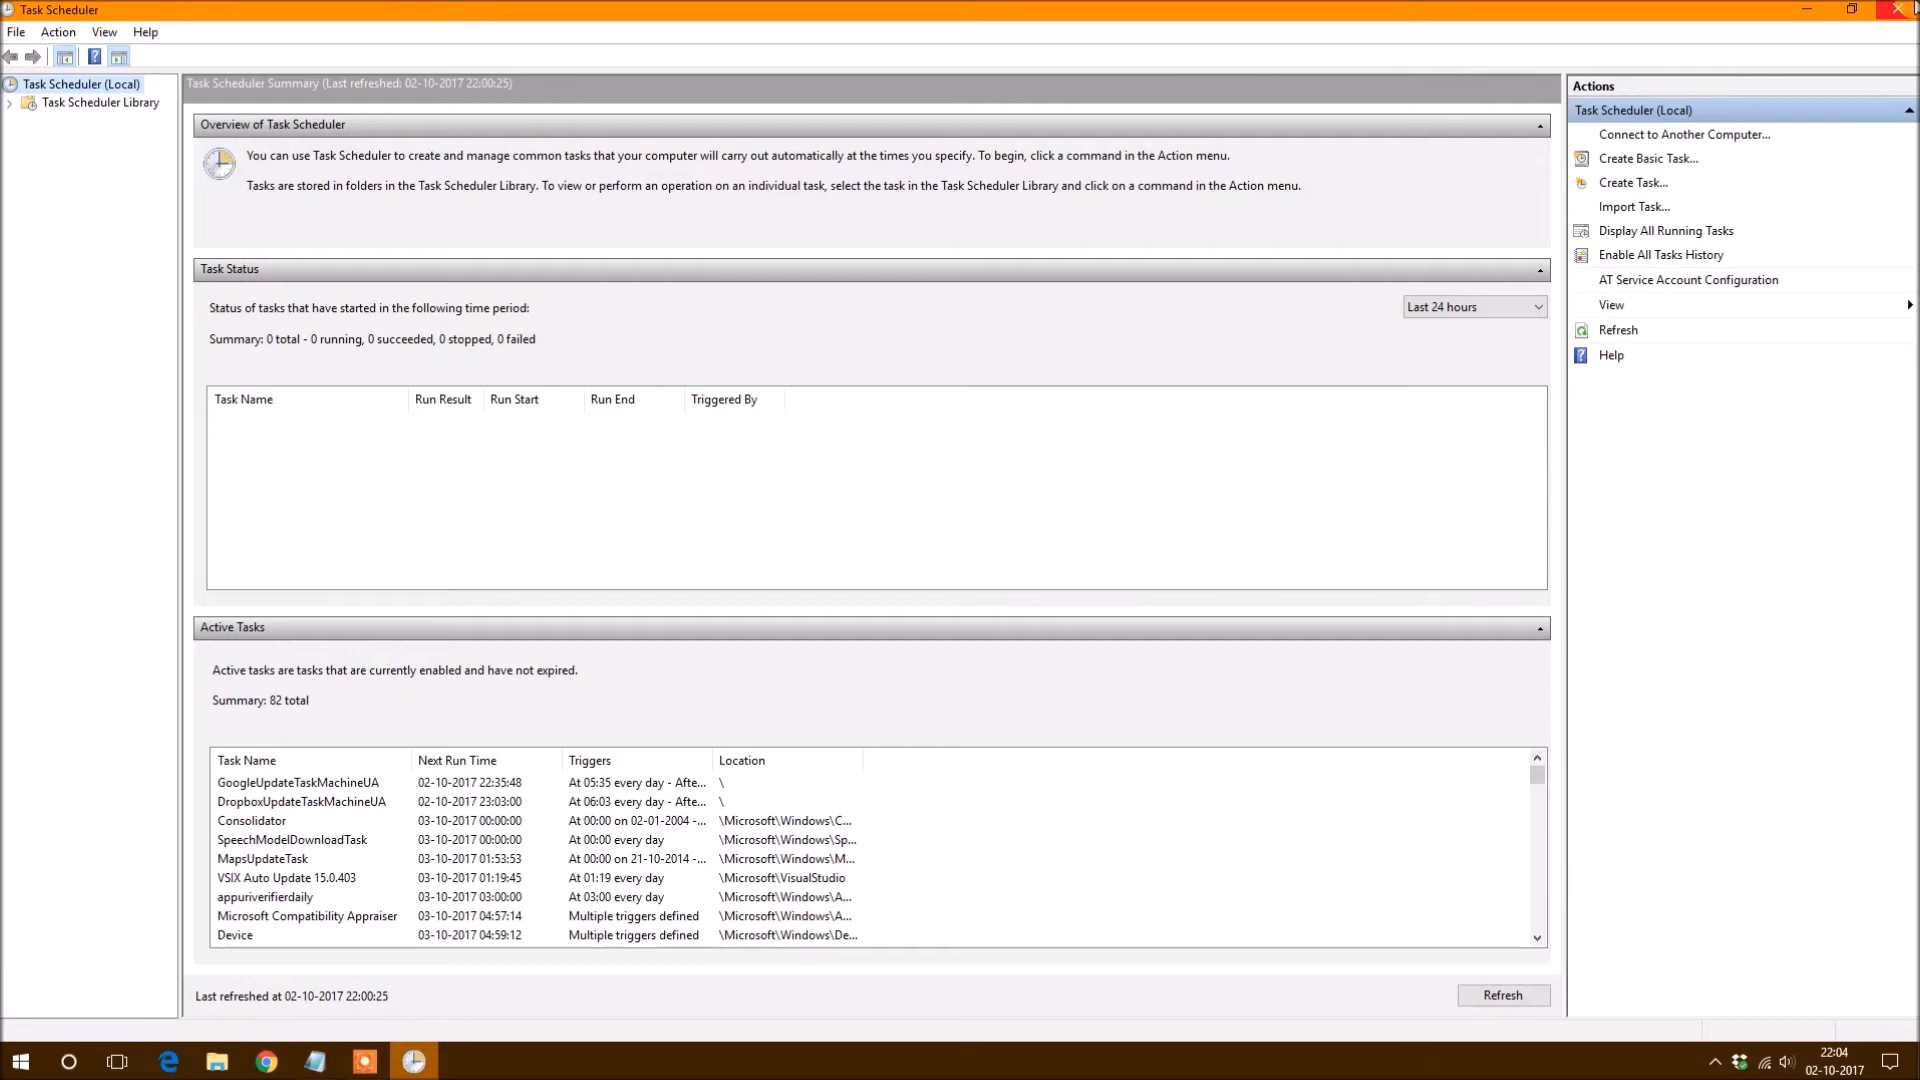 Task Scheduler
File Action View Help
Task Scheduler (Local)
Task Scheduler Library
Task Scheduler Summary (Last refreshed: 02-10-2017 22:00:25)
Overview of Task Scheduler
You can use Task Scheduler to create and manage common tasks that your computer will carry out automatically at the times you specify. To begin, click a command in the Action menu.
Tasks are stored in folders in the Task Scheduler Library. To view or perform an operation on an individual task, select the task in the Task Scheduler Library and click on a command in the Action menu.
Task Status
Status of tasks that have started in the following time period:
Last 24 hours
Summary: 0 total - 0 running, 0 succeeded, 0 stopped, 0 failed
Task Name Run Result Run Start Run End Triggered By
Active Tasks
Active tasks are tasks that are currently enabled and have not expired.
Summary: 82 total
Task Name Next Run Time Triggers Location
GoogleUpdateTaskMachineUA 02-10-2017 22:35:48 At 05:35 every day - Afte... \
DropboxUpdateTaskMachineUA 02-10-2017 23:03:00 At 06:03 every day - Afte... \
Consolidator 03-10-2017 00:00:00 At 00:00 on 02-01-2004 -... \Microsoft\Windows\C...
SpeechModelDownloadTask 03-10-2017 00:00:00 At 00:00 every day \Microsoft\Windows\Sp...
MapsUpdateTask 03-10-2017 01:53:53 At 00:00 on 21-10-2014 -... \Microsoft\Windows\M...
VSIX Auto Update 15.0.403 03-10-2017 01:19:45 At 01:19 every day \Microsoft\VisualStudio
appuriverifierdaily 03-10-2017 03:00:00 At 03:00 every day \Microsoft\Windows\A...
Microsoft Compatibility Appraiser 03-10-2017 04:57:14 Multiple triggers defined \Microsoft\Windows\A...
Device 03-10-2017 04:59:12 Multiple triggers defined \Microsoft\Windows\De...
Last refreshed at 02-10-2017 22:00:25
Refresh
Actions
Task Scheduler (Local)
Connect to Another Computer...
Create Basic Task...
Create Task...
Import Task...
Display All Running Tasks
Enable All Tasks History
AT Service Account Configuration
View
Refresh
Help
22:04
02-10-2017